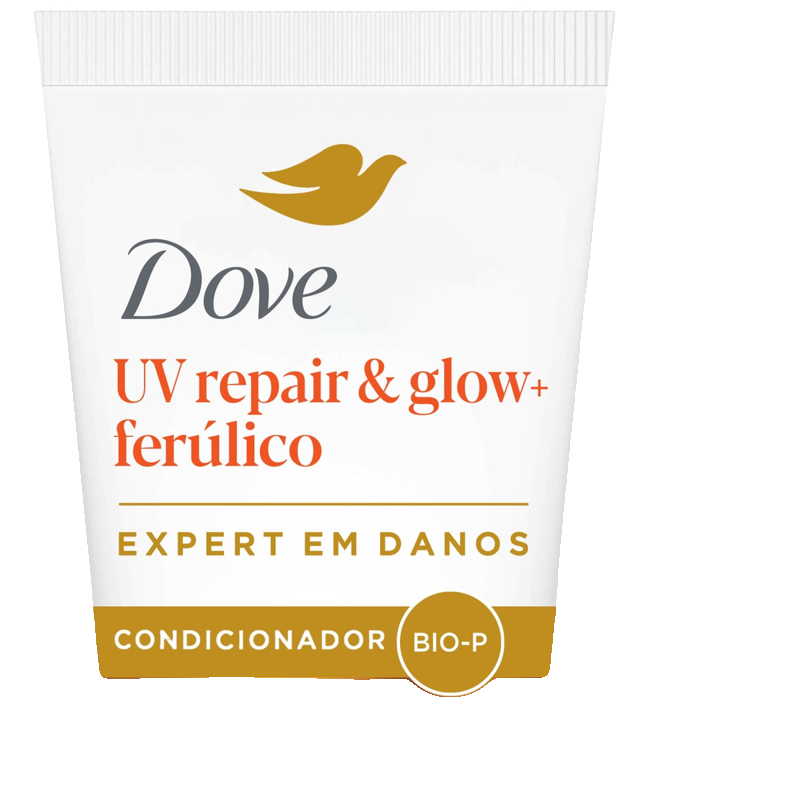 Dove
UV repair & glow+
ferúlico
EXPERT EM DANOS
CONDICIONADOR
BIO-P